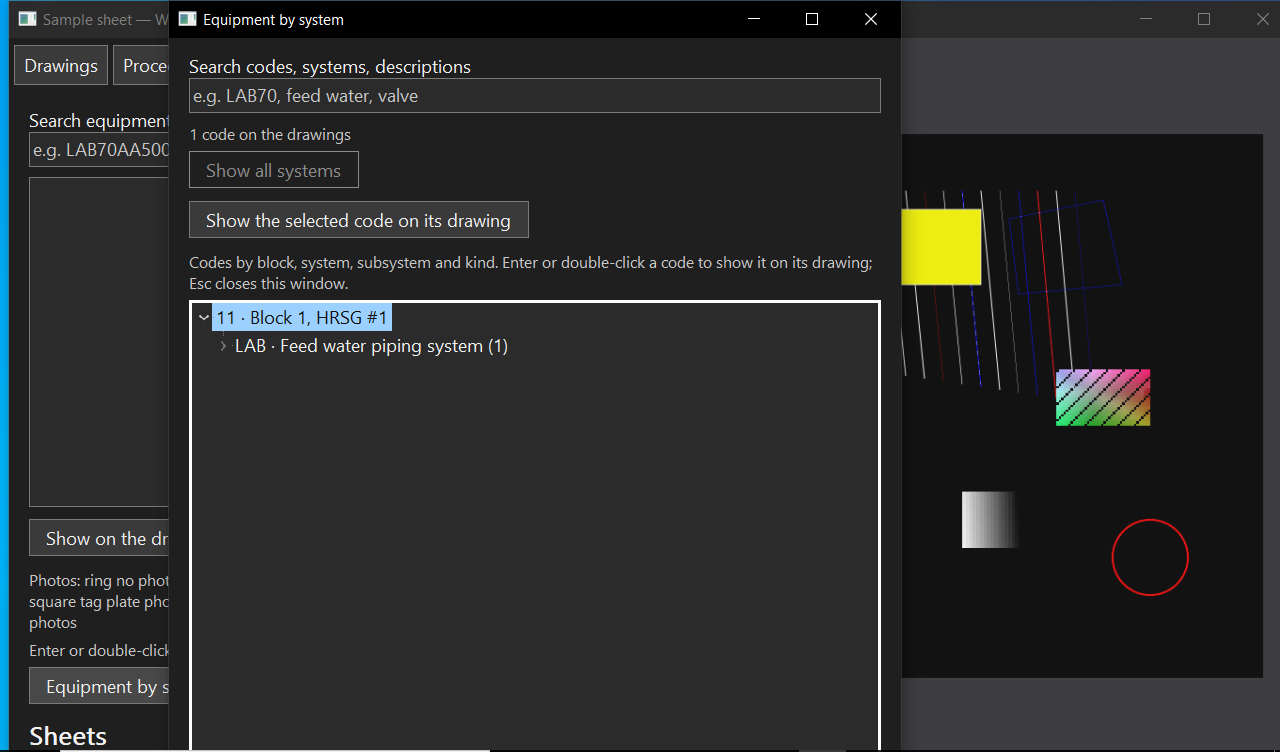 Sample sheet — W
Equipment by system
Drawings
Proce
Search codes, systems, descriptions
e.g. LAB70, feed water, valve
1 code on the drawings
Show all systems
Show the selected code on its drawing
Codes by block, system, subsystem and kind. Enter or double-click a code to show it on its drawing;
Esc closes this window.
11 · Block 1, HRSG #1
LAB · Feed water piping system (1)
Search equipment
e.g. LAB70AA500
Show on the dr
Photos: ring no phot
square tag plate pho
photos
Enter or double-click
Equipment by s
Sheets